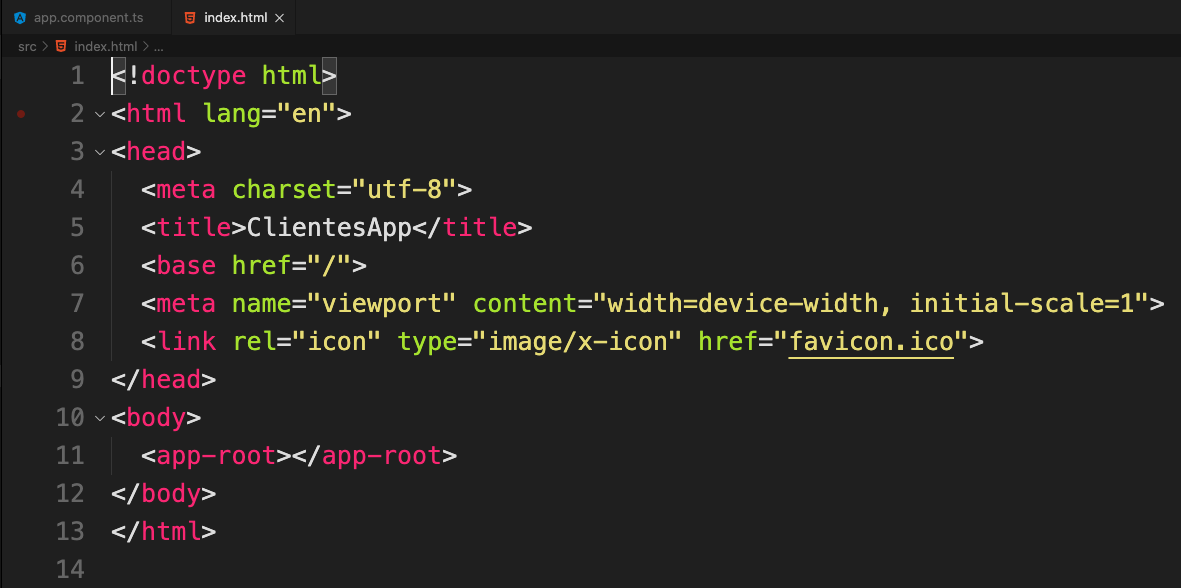 app.component.ts index.html ×
src > index.html > ...
1 <!doctype html>
2 <html lang="en">
3 <head>
4   <meta charset="utf-8">
5   <title>ClientesApp</title>
6   <base href="/">
7   <meta name="viewport" content="width=device-width, initial-scale=1">
8   <link rel="icon" type="image/x-icon" href="favicon.ico">
9 </head>
10 <body>
11   <app-root></app-root>
12 </body>
13 </html>
14